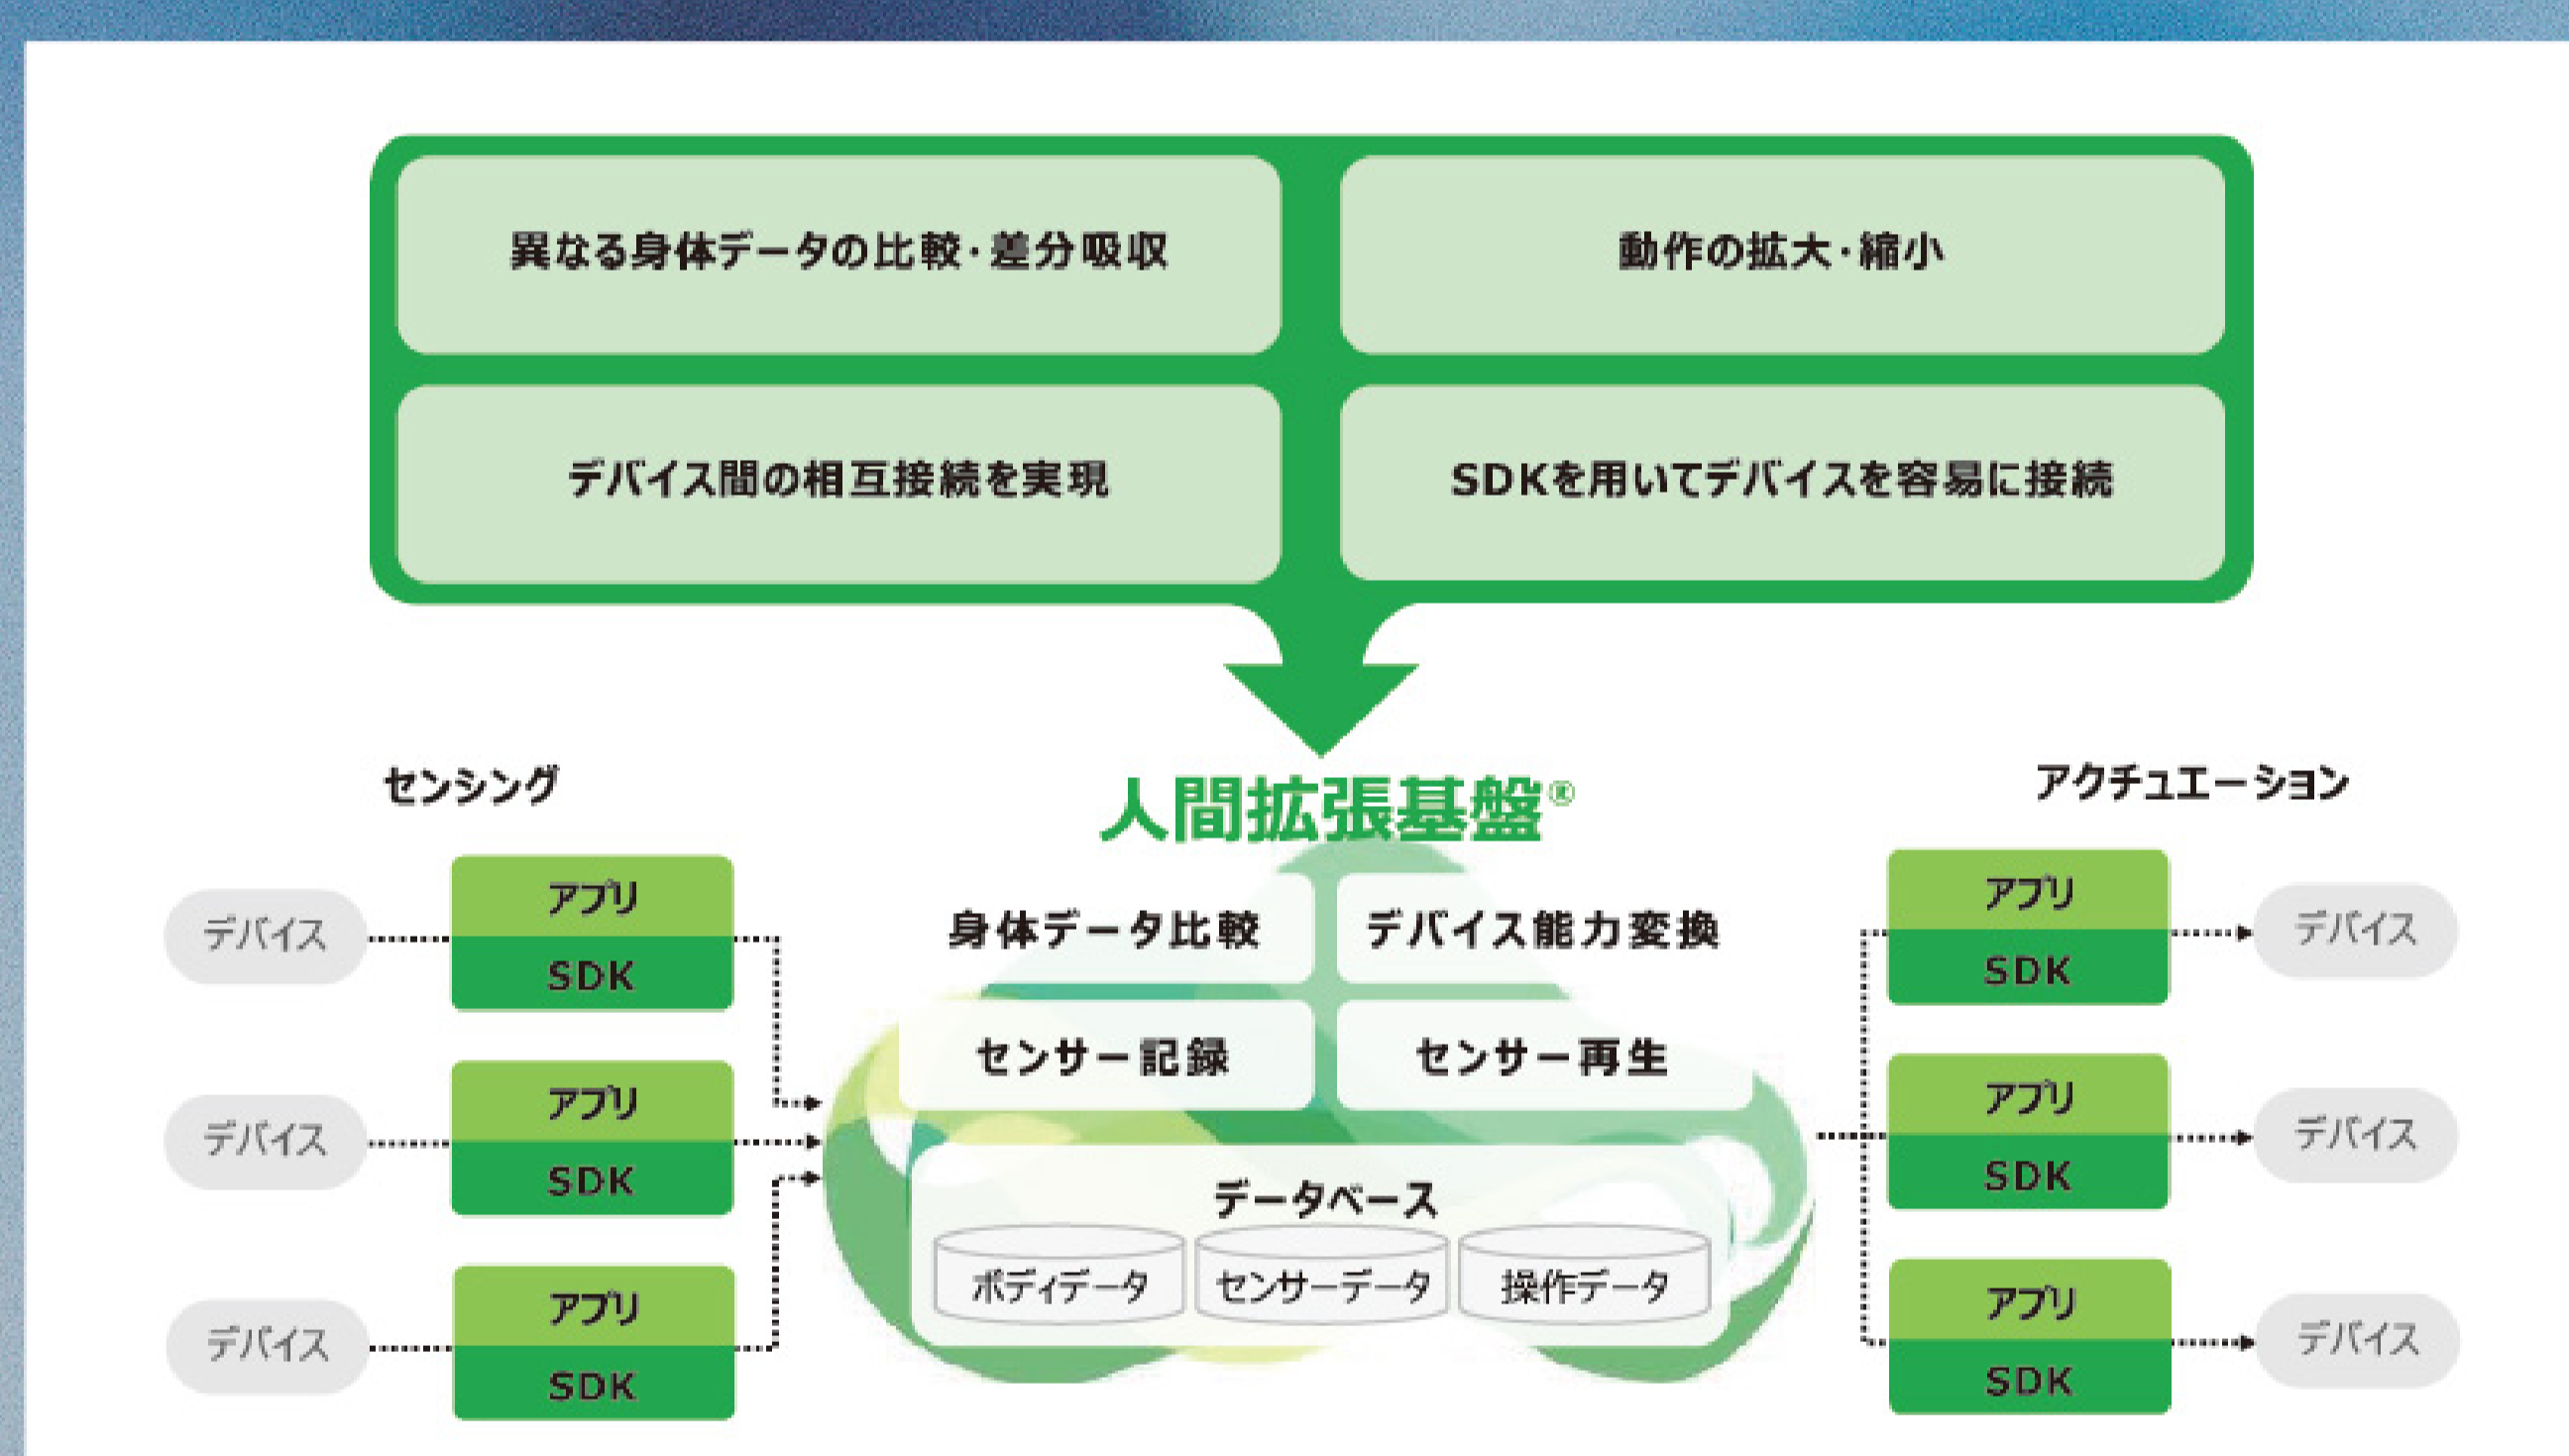 異なる身体データの比較・差分吸収
動作の拡大・縮小
デバイス間の相互接続を実現
SDKを用いてデバイスを容易に接続
人間拡張基盤®
センシング
デバイス
アプリ
SDK
デバイス
アプリ
SDK
デバイス
アプリ
SDK
身体データ比較
デバイス能力変換
センサー記録
センサー再生
データベース
ボディデータ
センサーデータ
操作データ
アクチュエーション
アプリ
SDK
デバイス
アプリ
SDK
デバイス
アプリ
SDK
デバイス